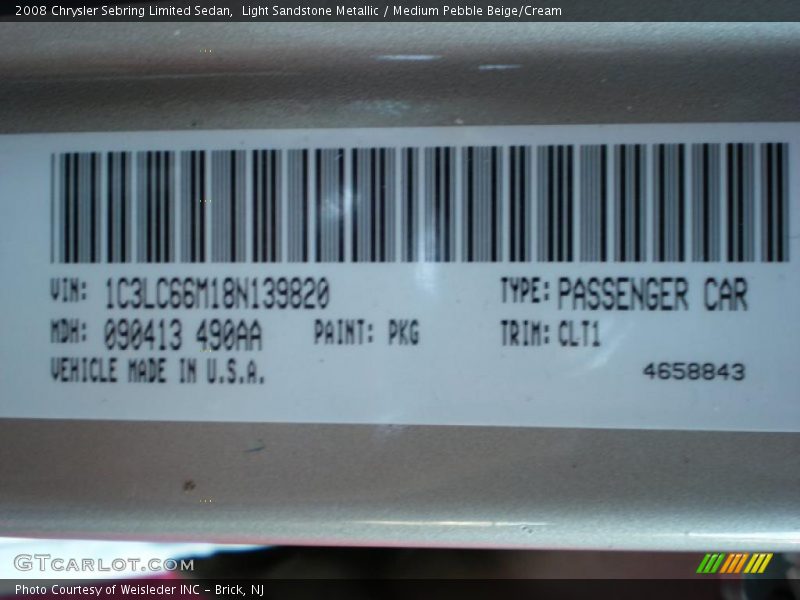 2008 Chrysler Sebring Limited Sedan,  Light Sandstone Metallic / Medium Pebble Beige/Cream
VIN: 1C3LC66M18N139820 TYPE: PASSENGER CAR
MDH: 090413 490AA PAINT: PKG TRIM: CLT1
VEHICLE MADE IN U.S.A. 4658843
GTCARLOT.COM
Photo Courtesy of Weisleder INC - Brick, NJ